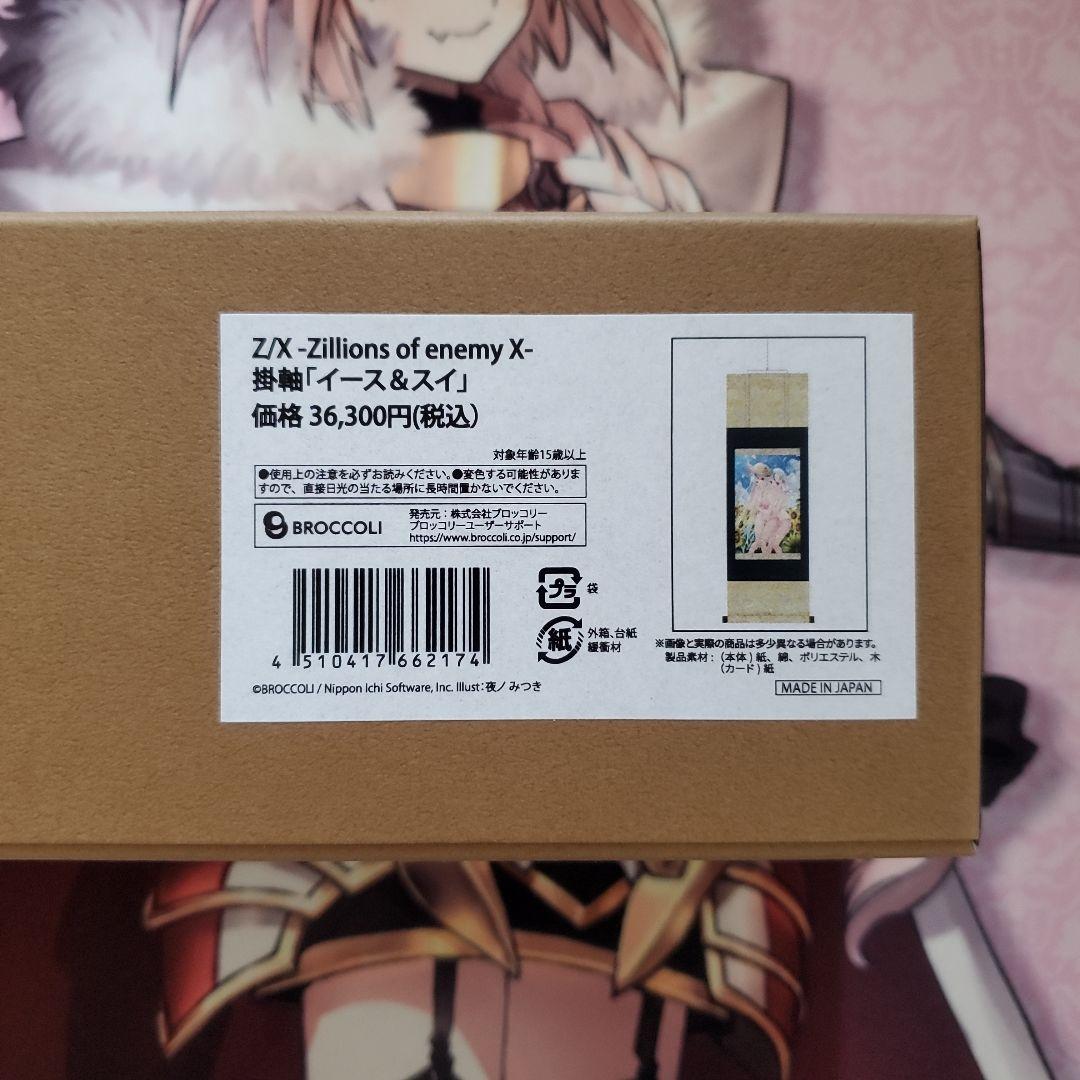 Z/X -Zillions of enemy X-
掛軸「イース＆スイ」
価格 36,300円(税込)
対象年齢15歳以上
●使用上の注意を必ずお読みください。●変色する可能性がありま
すので、直接日光の当たる場所に長時間置かないでください。
BROCCOLI
発売元：株式会社ブロッコリー
ブロッコリーユーザーサポート
https://www.broccoli.co.jp/support/
4 510417 662174
プラ
袋
紙
外箱、台紙
緩衝材
©BROCCOLI / Nippon Ichi Software, Inc. Illust：夜ノみつき
※画像と実際の商品は多少異なる場合があります。
製品素材：（本体）紙、綿、ポリエステル、木
（カード）紙
MADE IN JAPAN